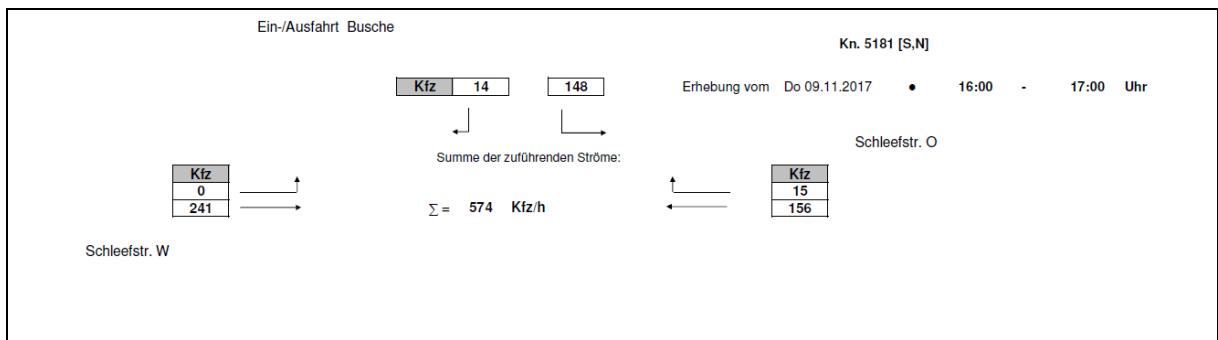 Ein-/Ausfahrt Busche
Kn. 5181 [S,N]
Kfz 14 148
Erhebung vom Do 09.11.2017 • 16:00 - 17:00 Uhr
Schleefstr. O
Summe der zuführenden Ströme:
Kfz
0
241
∑ = 574 Kfz/h
Kfz
15
156
Schleefstr. W